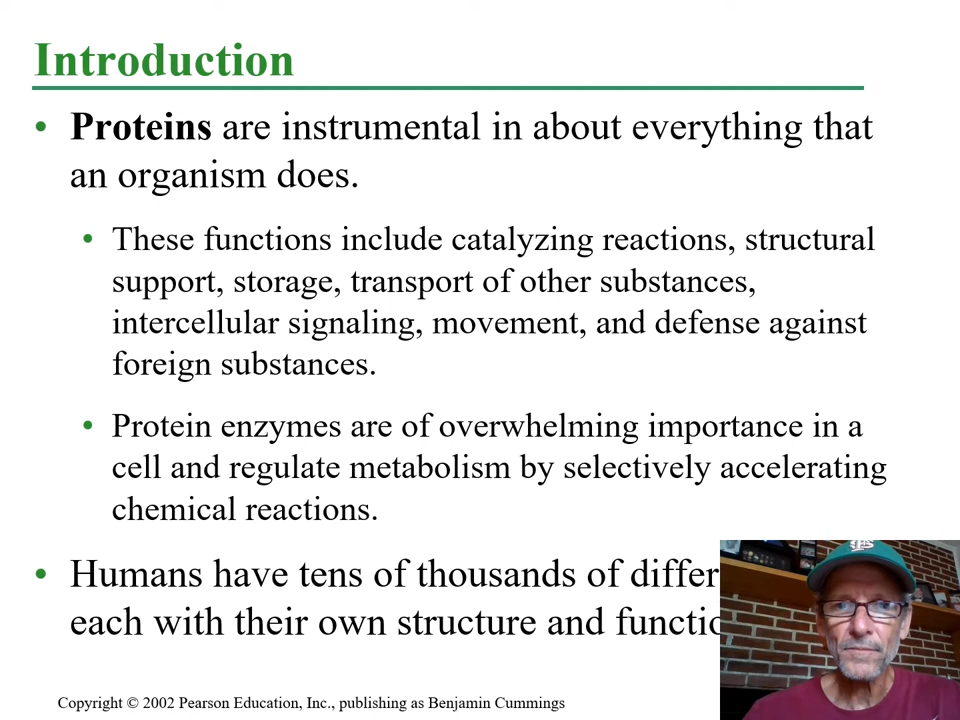 Introduction
• Proteins are instrumental in about everything that
an organism does.
• These functions include catalyzing reactions, structural
support, storage, transport of other substances,
intercellular signaling, movement, and defense against
foreign substances.
• Protein enzymes are of overwhelming importance in a
cell and regulate metabolism by selectively accelerating
chemical reactions.
• Humans have tens of thousands of differ
each with their own structure and functio
Copyright © 2002 Pearson Education, Inc., publishing as Benjamin Cummings